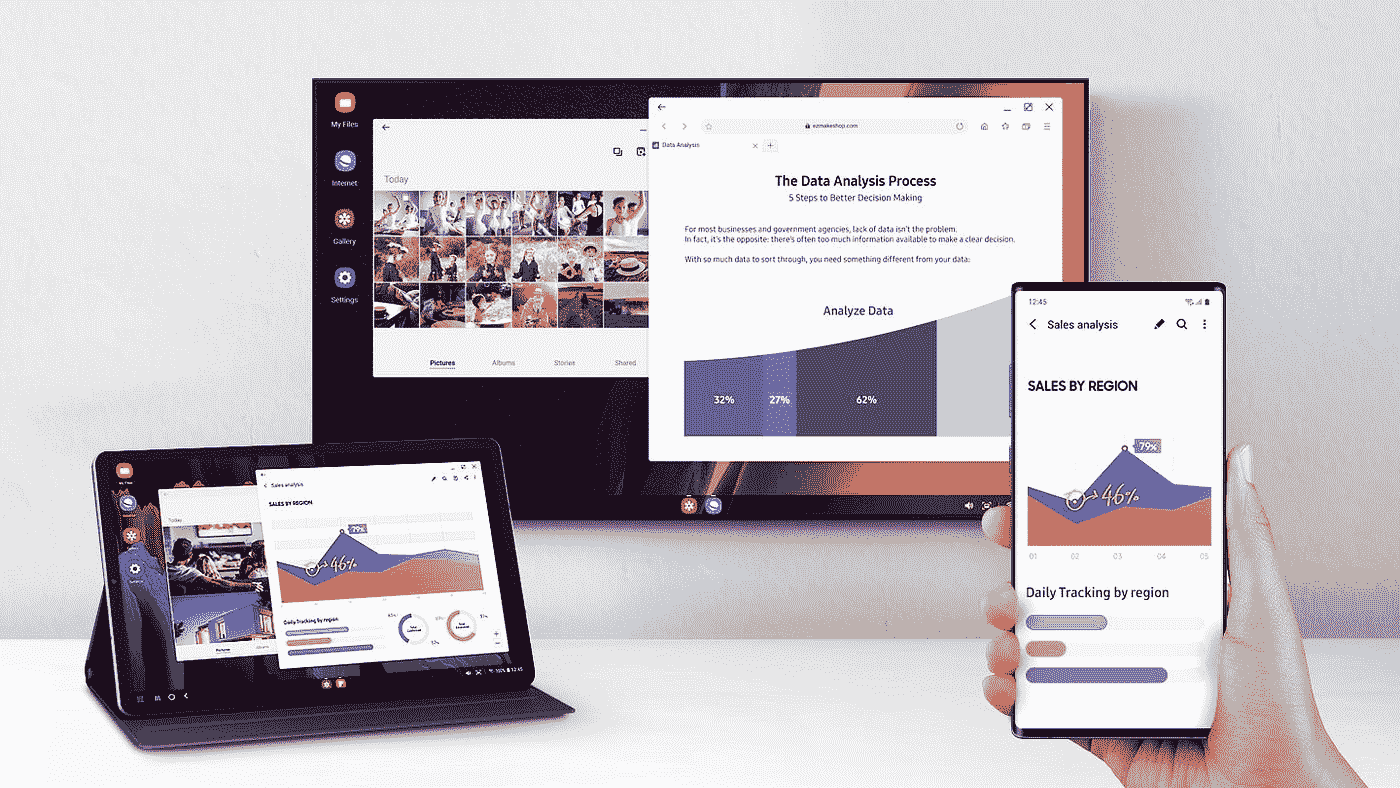 My Files
Internet
Gallery
Settings
Today
Pictures Albums Stories Shared
ezmakeshop.com
Data Analysis
The Data Analysis Process
5 Steps to Better Decision Making
For most businesses and government agencies, lack of data isn't the problem.
In fact, it's the opposite: there's often too much information available to make a clear decision.
With so much data to sort through, you need something different from your data:
Analyze Data
32% 27% 62%
Today
Pictures Albums
Sales analysis
SALES BY REGION
79%
46%
Daily Tracking by region
12:45
12:45
Sales analysis
SALES BY REGION
79%
46%
01 02 03 04 05
Daily Tracking by region